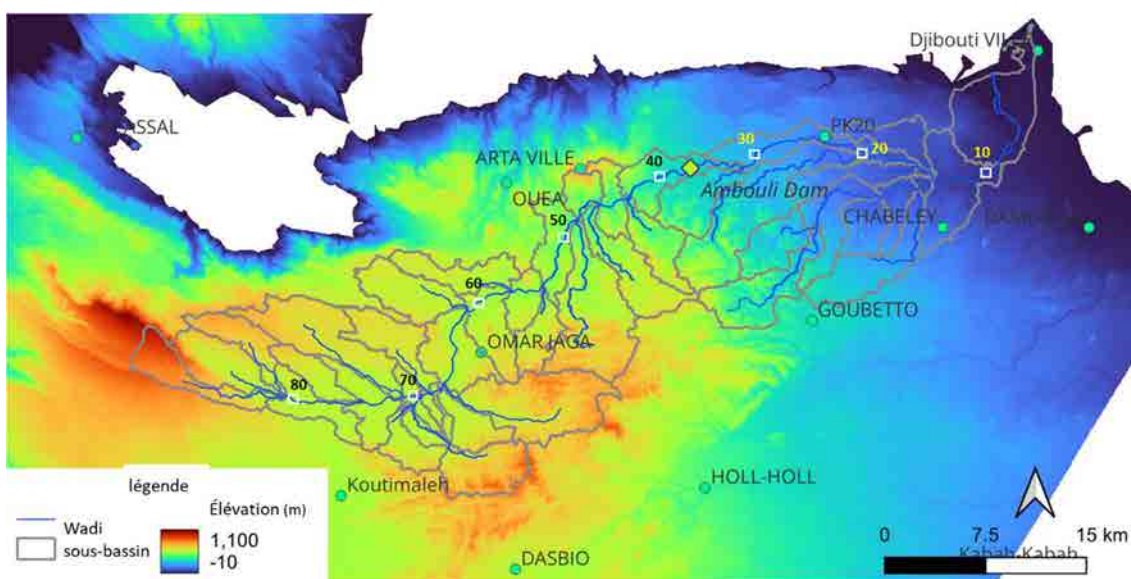 Djibouti VIL
ASSAL
PK20
30
20
ARTA VILLE
40
10
Ambouli Dam
OUEA
50
CHABELEY
60
GOUBETTO
OMAR JAGA
80
70
HOLL-HOLL
Koutimaleh
légende
Élévation (m)
Wadi
1,100
sous-bassin
-10
0 7.5 15 km
Kabah-Kabah
DASBIO